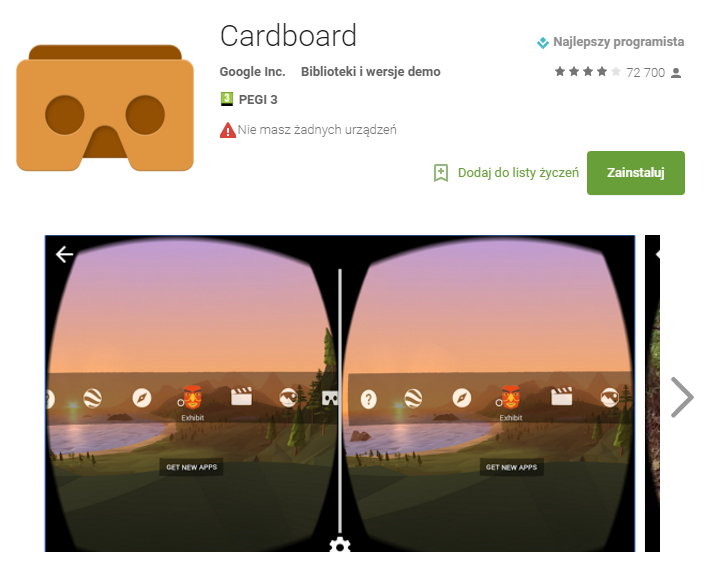 Cardboard
Najlepszy programista
Google Inc. Biblioteki i wersje demo
72 700
3 PEGI 3
Nie masz żadnych urządzeń
Dodaj do listy życzeń
Zainstaluj
?
Exhibit
Exhibit
GET NEW APPS
GET NEW APPS